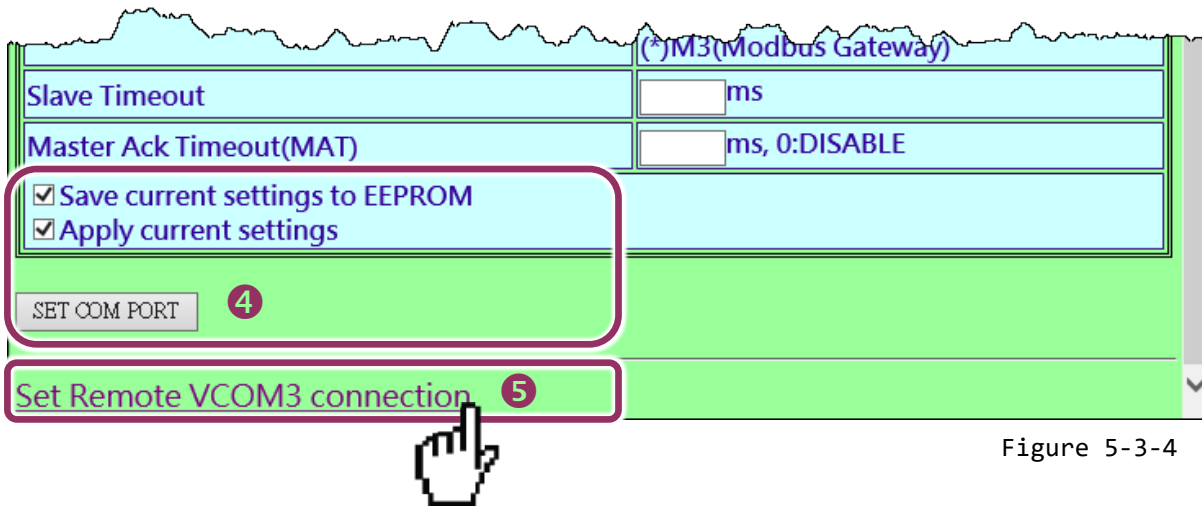 (*)M3(Modbus Gateway)
Slave Timeout ms
Master Ack Timeout(MAT) ms, 0:DISABLE
Save current settings to EEPROM
Apply current settings
SET COM PORT 4
Set Remote VCOM3 connection 5
Figure 5-3-4